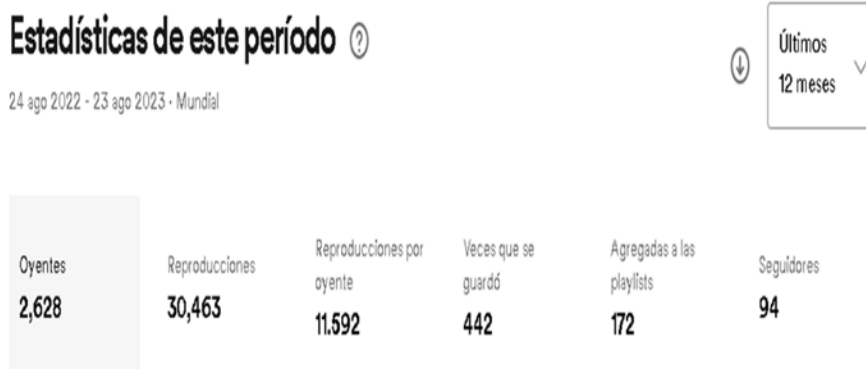 Estadísticas de este período ?
Últimos
12 meses
24 ago 2022 - 23 ago 2023 · Mundial
Oyentes
2,628
Reproducciones
30,463
Reproducciones por
oyente
11.592
Veces que se
guardó
442
Agregadas a las
playlists
172
Seguidores
94